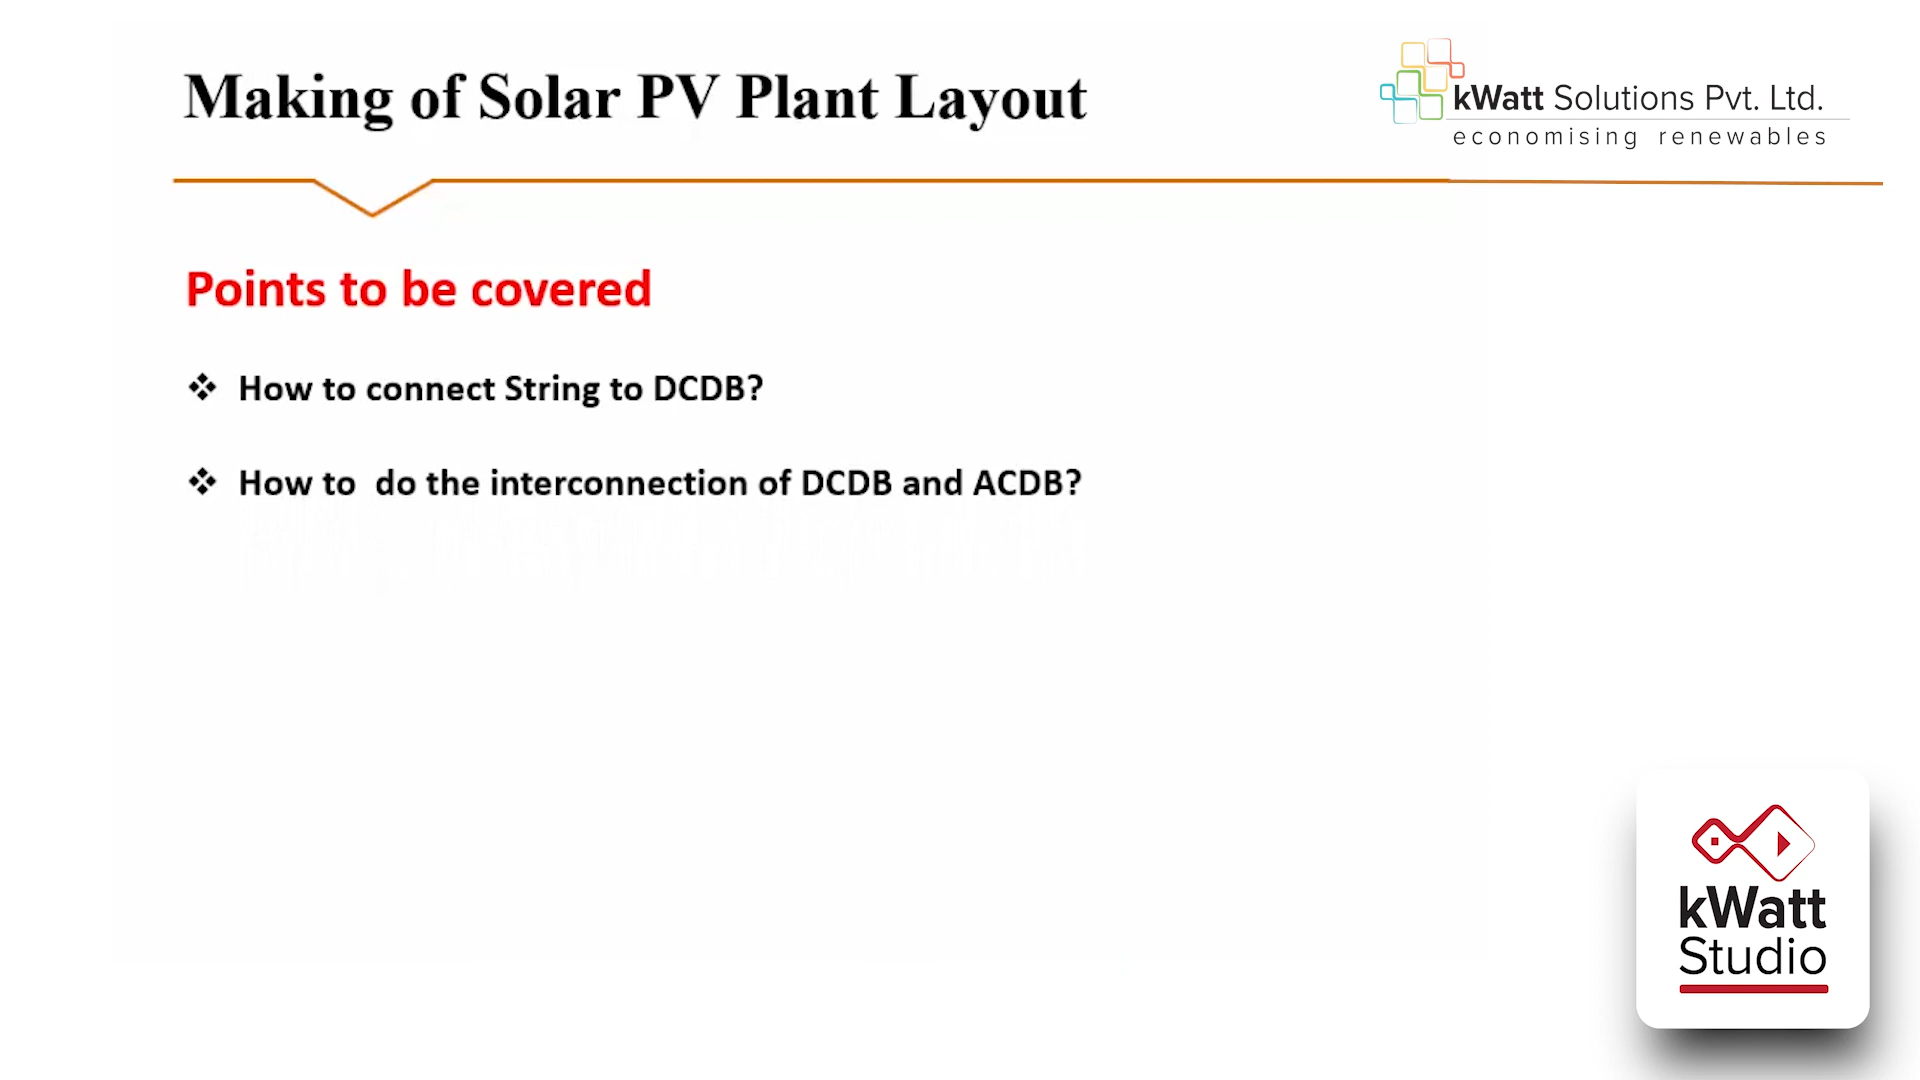 Making of Solar PV Plant Layout
kWatt Solutions Pvt. Ltd.
economising renewables
Points to be covered
How to connect String to DCDB?
How to  do the interconnection of DCDB and ACDB?
kWatt
Studio